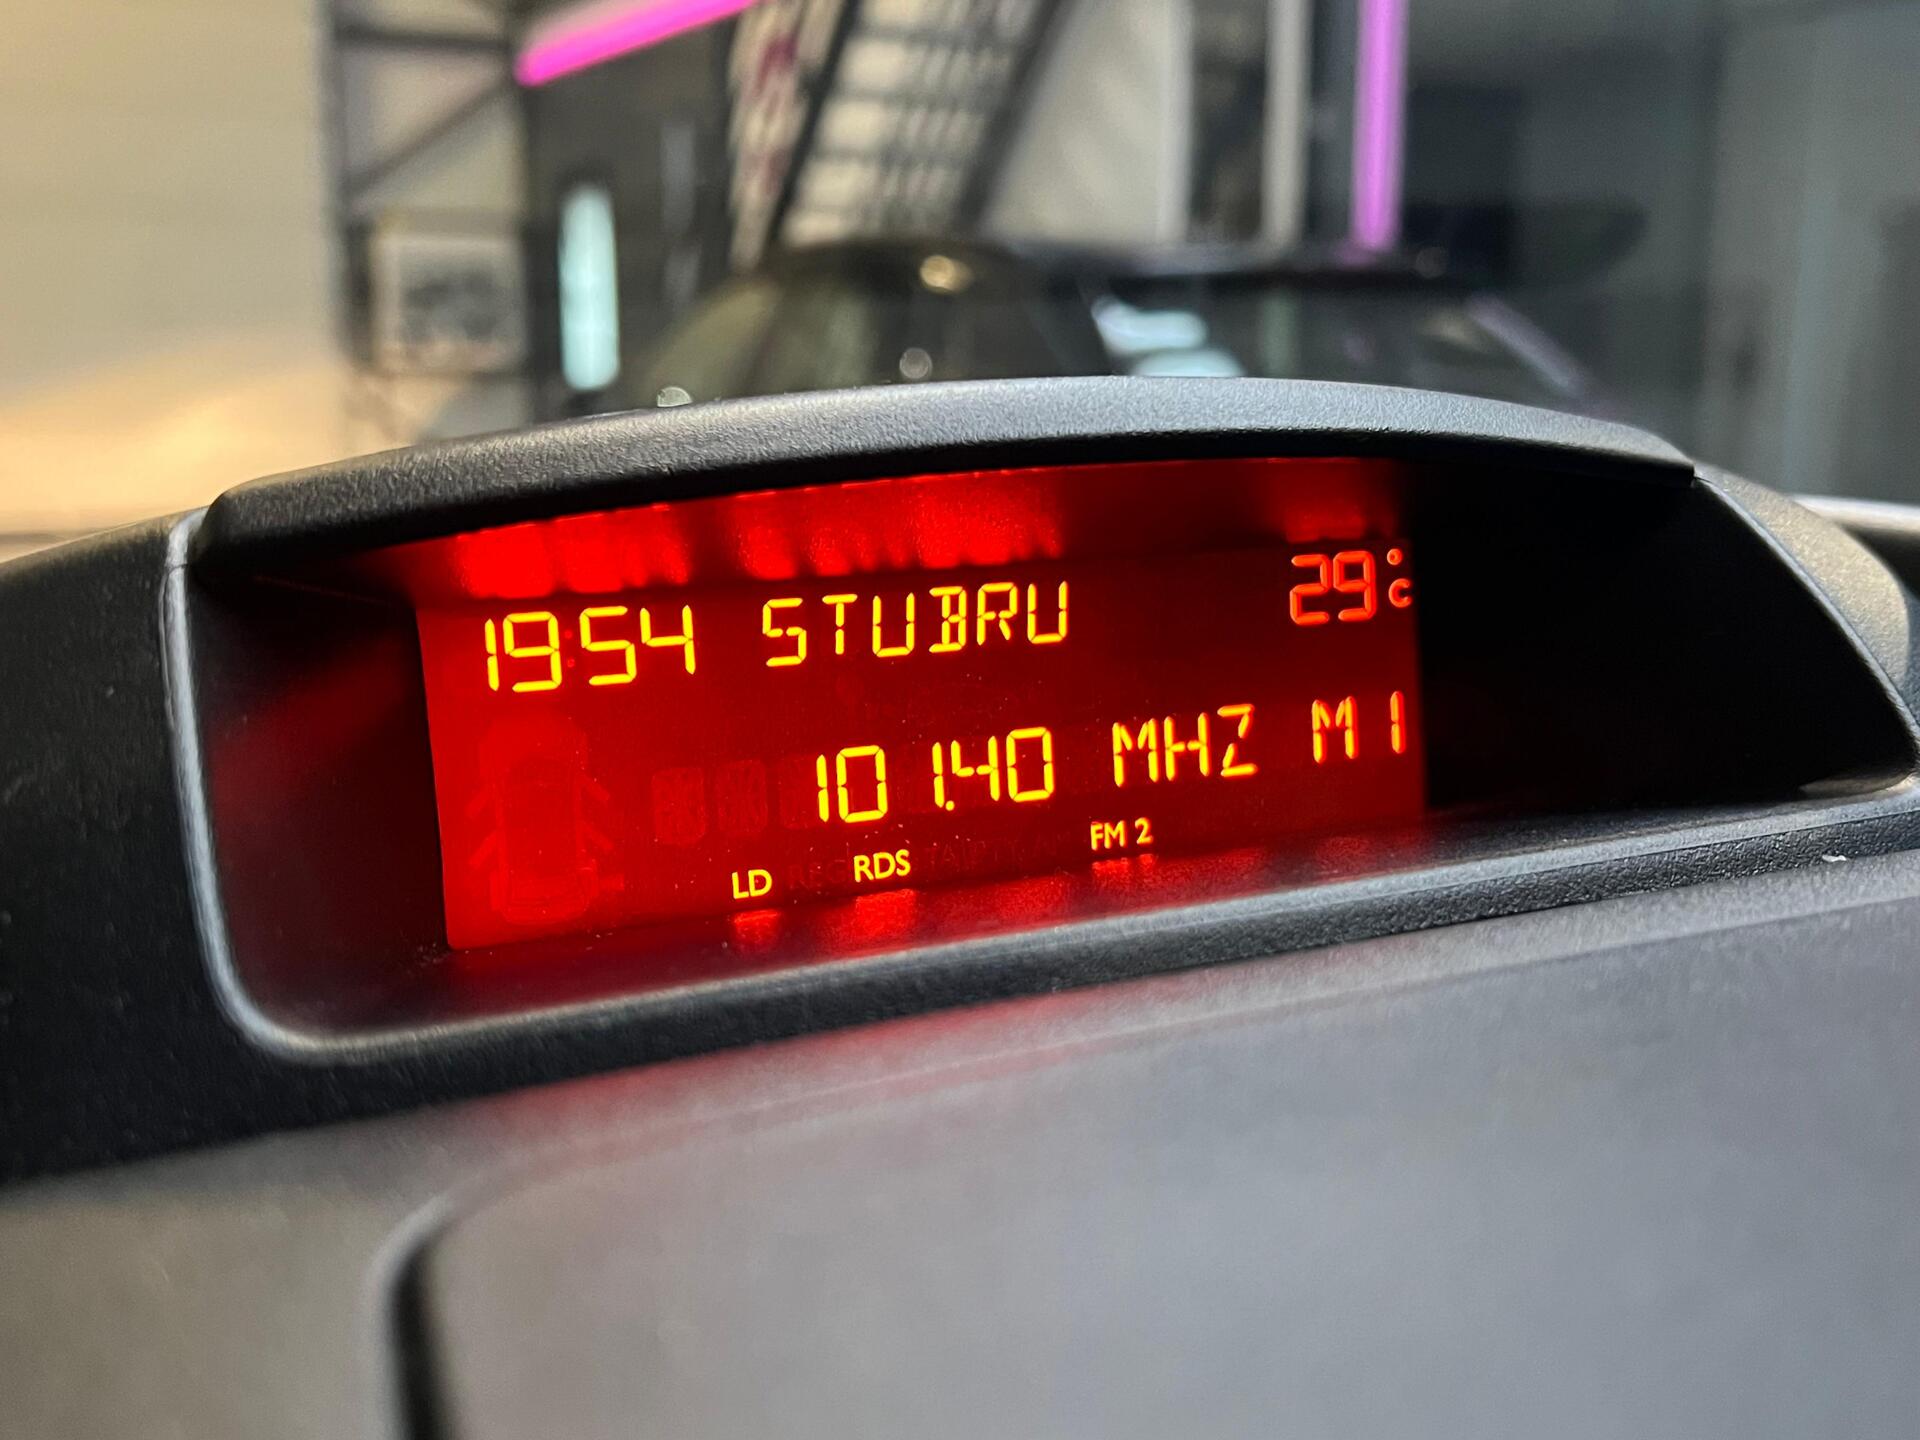 19:54 STUBRU 29°C
101.40 MHZ M1
LD RDS FM 2